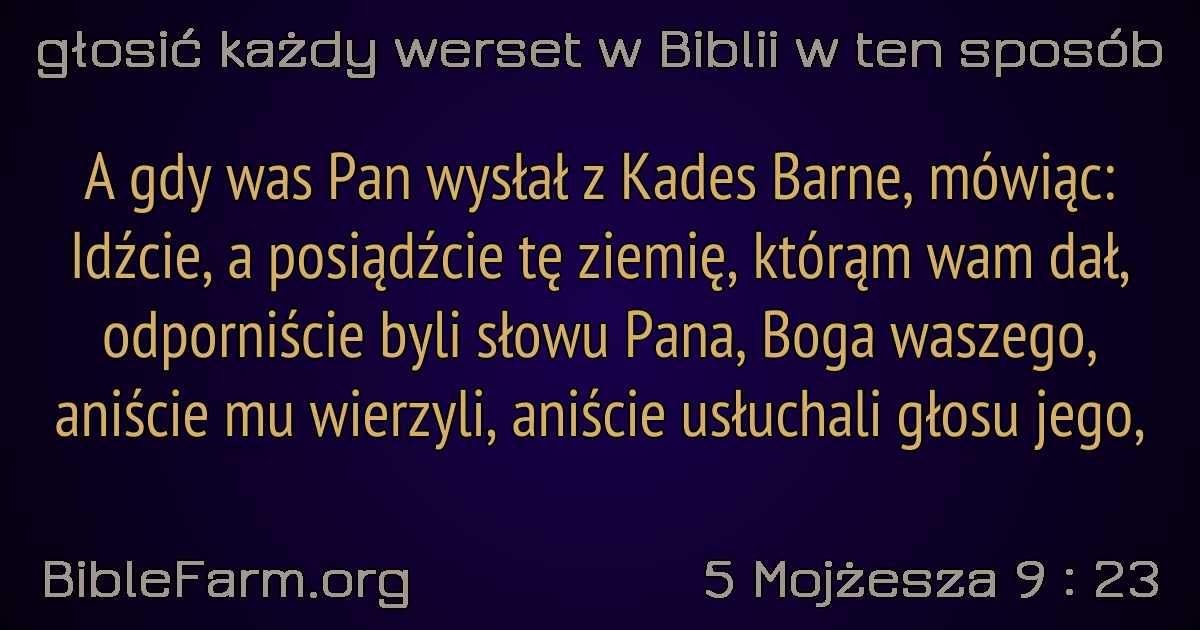 głosić każdy werset w Biblii w ten sposób
A gdy was Pan wysłał z Kades Barne, mówiąc:
Idźcie, a posiądźcie tę ziemię, którąm wam dał,
odporniście byli słowu Pana, Boga waszego,
aniście mu wierzyli, aniście usłuchali głosu jego,
BibleFarm.org
5 Mojżesza 9 : 23